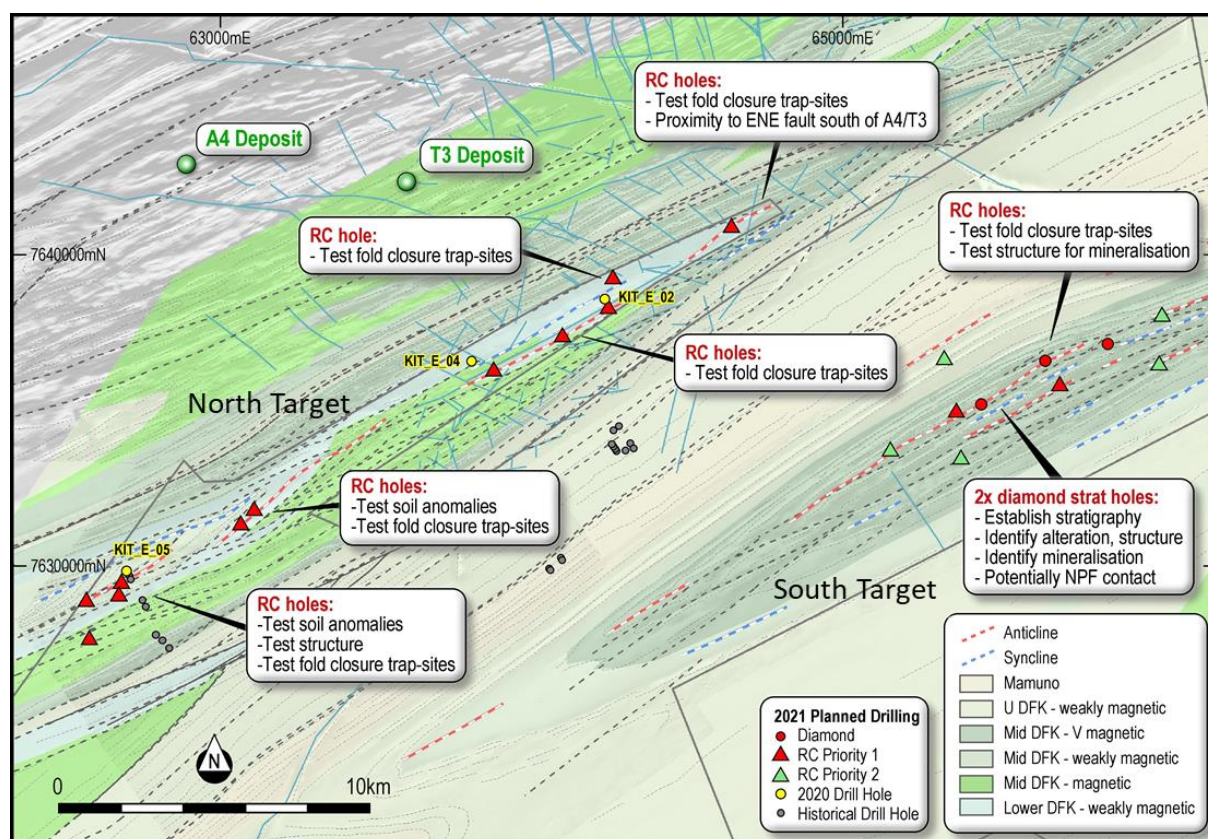 63000mE
65000mE
RC holes:
- Test fold closure trap-sites
- Proximity to ENE fault south of A4/T3
A4 Deposit
T3 Deposit
RC holes:
- Test fold closure trap-sites
- Test structure for mineralisation
RC hole:
- Test fold closure trap-sites
7640000mN
KIT_E_02
KIT_E_04
RC holes:
- Test fold closure trap-sites
North Target
RC holes:
-Test soil anomalies
-Test fold closure trap-sites
2x diamond strat holes:
- Establish stratigraphy
- Identify alteration, structure
- Identify mineralisation
- Potentially NPF contact
KIT_E_05
7630000mN
South Target
RC holes:
-Test soil anomalies
-Test structure
-Test fold closure trap-sites
Anticline
Syncline
Mamuno
U DFK - weakly magnetic
Mid DFK - V magnetic
Mid DFK - weakly magnetic
Mid DFK - magnetic
Lower DFK - weakly magnetic
2021 Planned Drilling
Diamond
RC Priority 1
RC Priority 2
2020 Drill Hole
Historical Drill Hole
N
0
10km